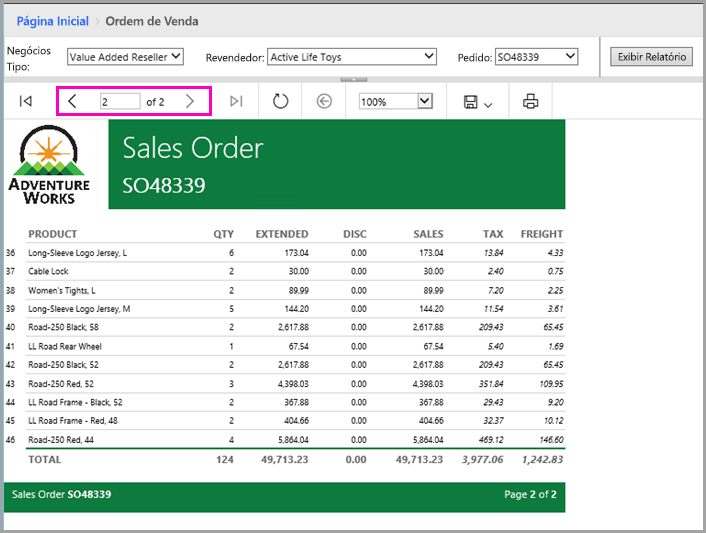 Página Inicial > Ordem de Venda
Negócios Tipo: Value Added Reseller Revendedor: Active Life Toys Pedido: SO48339 Exibir Relatório
2 of 2 100%
ADVENTURE WORKS
Sales Order
SO48339
PRODUCT QTY EXTENDED DISC SALES TAX FREIGHT
36 Long-Sleeve Logo Jersey, L 6 173.04 0.00 173.04 13.84 4.33
37 Cable Lock 2 30.00 0.00 30.00 2.40 0.75
38 Women's Tights, L 2 89.99 0.00 89.99 7.20 2.25
39 Long-Sleeve Logo Jersey, M 5 144.20 0.00 144.20 11.54 3.61
40 Road-250 Black, 58 2 2,617.88 0.00 2,617.88 209.43 65.45
41 LL Road Rear Wheel 1 67.54 0.00 67.54 5.40 1.69
42 Road-250 Black, 52 2 2,617.88 0.00 2,617.88 209.43 65.45
43 Road-250 Red, 52 3 4,398.03 0.00 4,398.03 351.84 109.95
44 LL Road Frame - Black, 52 2 367.88 0.00 367.88 29.43 9.20
45 LL Road Frame - Red, 48 2 404.66 0.00 404.66 32.37 10.12
46 Road-250 Red, 44 4 5,864.04 0.00 5,864.04 469.12 146.60
TOTAL 124 49,713.23 0.00 49,713.23 3,977.06 1,242.83
Sales Order SO48339 Page 2 of 2